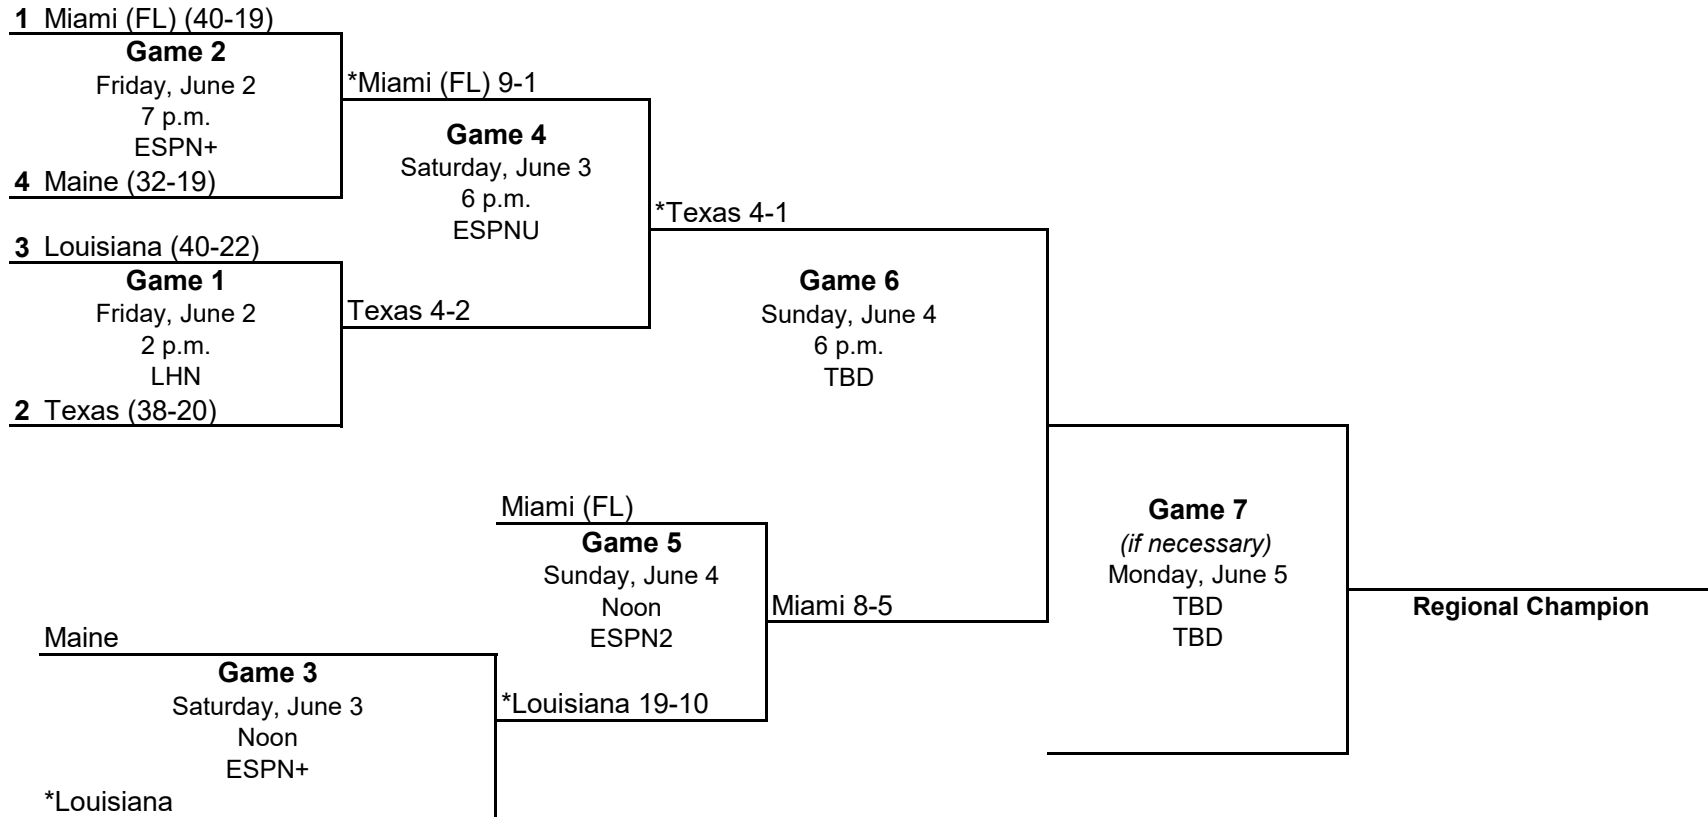 1 Miami (FL) (40-19)
Game 2
Friday, June 2
7 p.m.
ESPN+
4 Maine (32-19)
*Miami (FL) 9-1
Game 4
Saturday, June 3
6 p.m.
ESPNU
3 Louisiana (40-22)
Game 1
Friday, June 2
2 p.m.
LHN
2 Texas (38-20)
Texas 4-2
*Texas 4-1
Game 6
Sunday, June 4
6 p.m.
TBD
Miami (FL)
Game 5
Sunday, June 4
Noon
ESPN2
Miami 8-5
Maine
Game 3
Saturday, June 3
Noon
ESPN+
*Louisiana
*Louisiana 19-10
Game 7
(if necessary)
Monday, June 5
TBD
TBD
Regional Champion